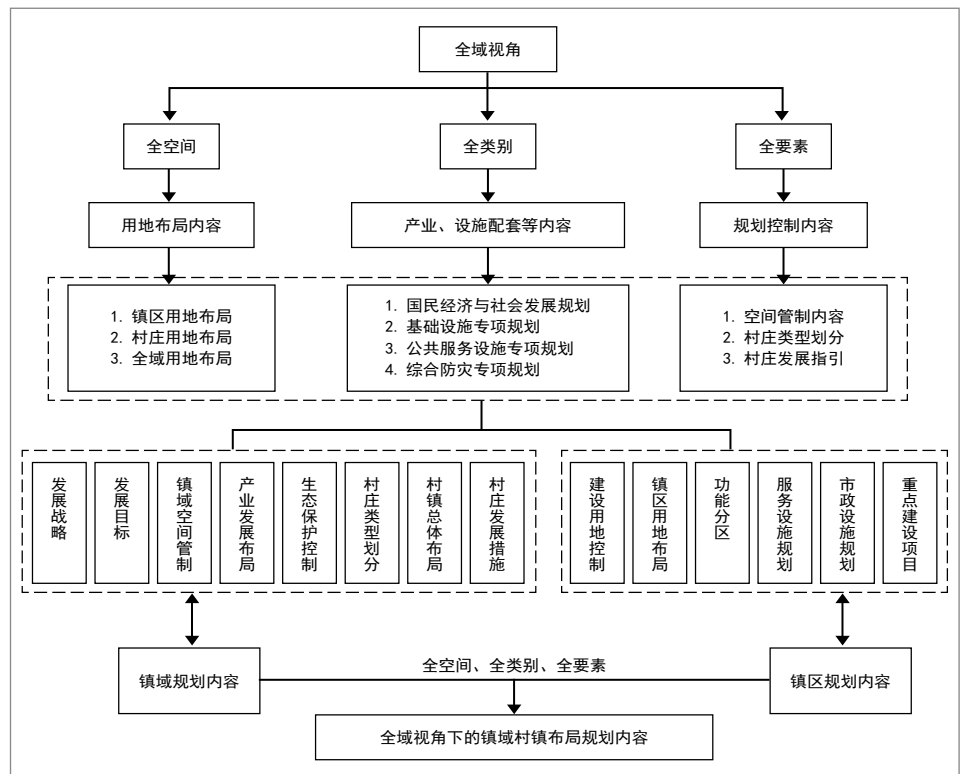 全域视角
全空间
全类别
全要素
用地布局内容
产业、设施配套等内容
规划控制内容
1. 镇区用地布局
2. 村庄用地布局
3. 全域用地布局
1. 国民经济与社会发展规划
2. 基础设施专项规划
3. 公共服务设施专项规划
4. 综合防灾专项规划
1. 空间管制内容
2. 村庄类型划分
3. 村庄发展指引
发展战略
发展目标
镇域空间管制
产业发展布局
生态保护控制
村庄类型划分
村镇总体布局
村庄发展措施
建设用地控制
镇区用地布局
功能分区
服务设施规划
市政设施规划
重点建设项目
镇域规划内容
全空间、全类别、全要素
镇区规划内容
全域视角下的镇域村镇布局规划内容